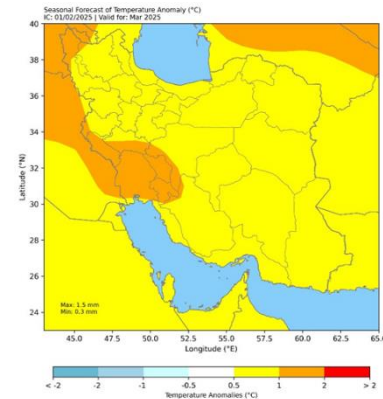 Seasonal Forecast of Temperature Anomaly (°C)
IC: 01/02/2025 | Valid for: Mar 2025
40
38
36
34
32
30
28
26
24
Latitude (°N)
Max: 1.5 mm
Min: 0.3 mm
45.0 47.5 50.0 52.5 55.0 57.5 60.0 62.5 65.0
Longitude (°E)
< -2 -2 -1 -0.5 0.5 1 2 > 2
Temperature Anomalies (°C)